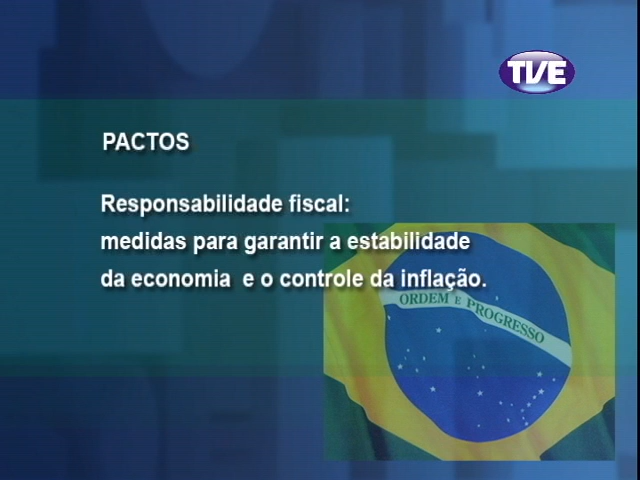 TVE
PACTOS
Responsabilidade fiscal:
medidas para garantir a estabilidade
da economia e o controle da inflação.
ORDEM E PROGRESSO